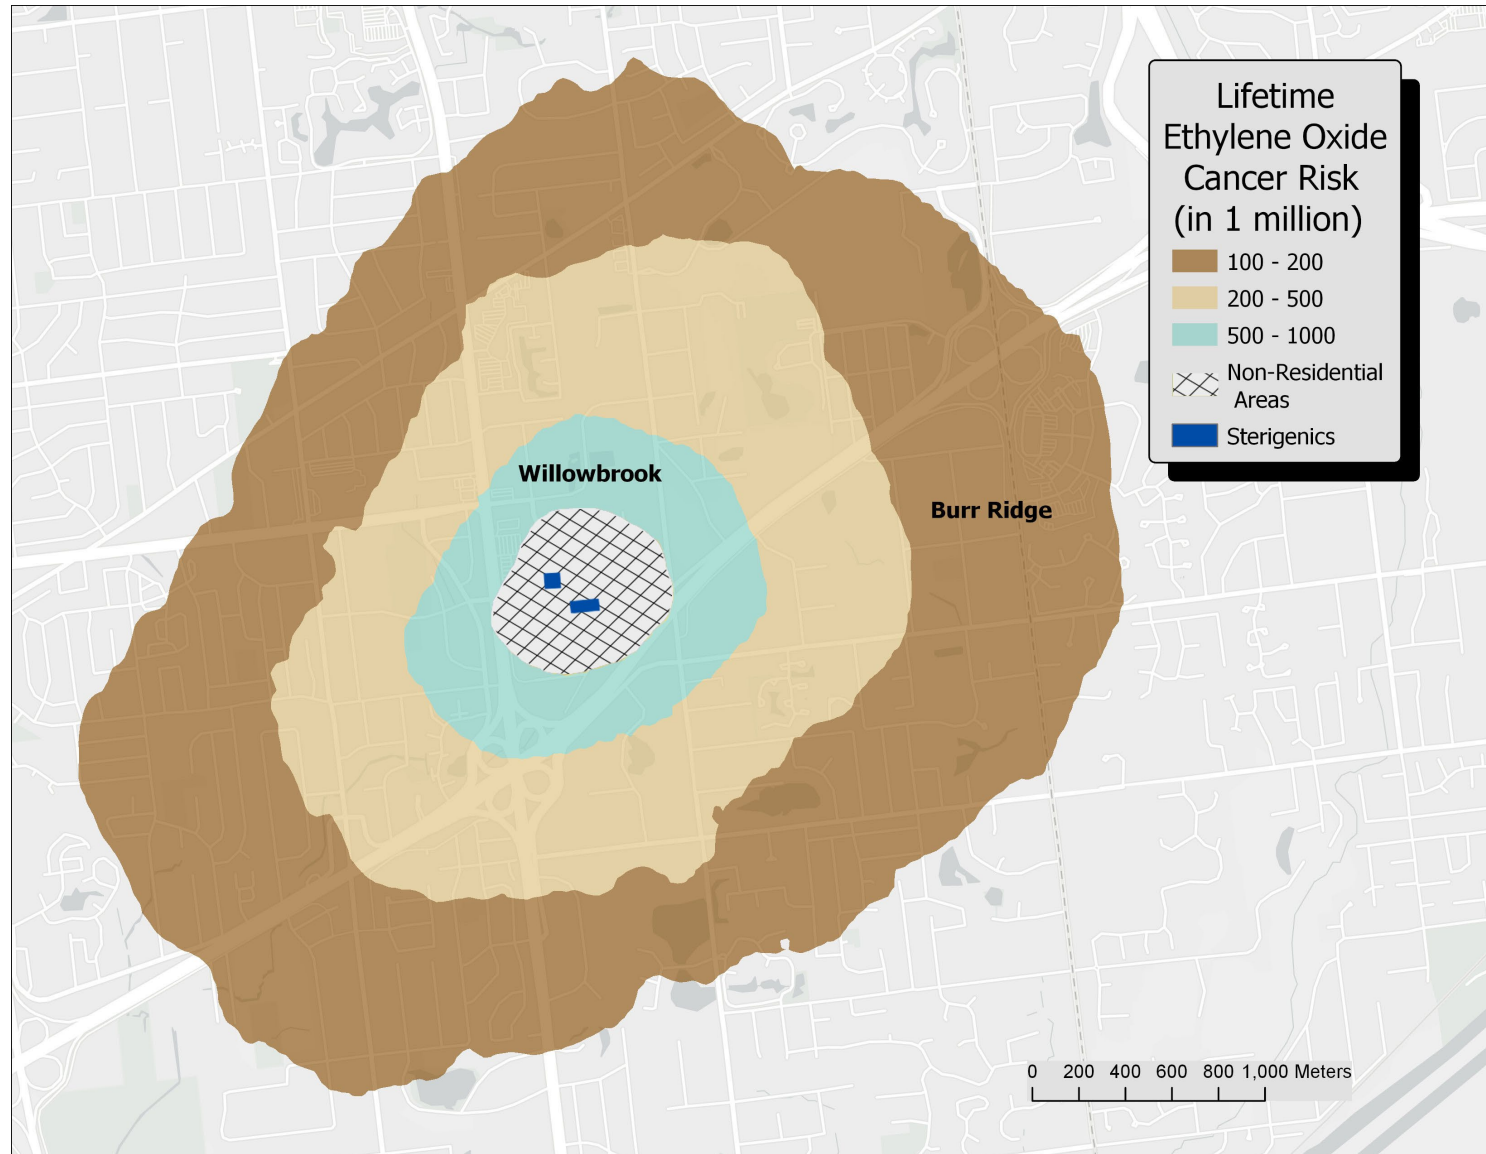 Lifetime
Ethylene Oxide
Cancer Risk
(in 1 million)
100 - 200
200 - 500
500 - 1000
Non-Residential
Areas
Sterigenics
Willowbrook
Burr Ridge
0 200 400 600 800 1,000 Meters